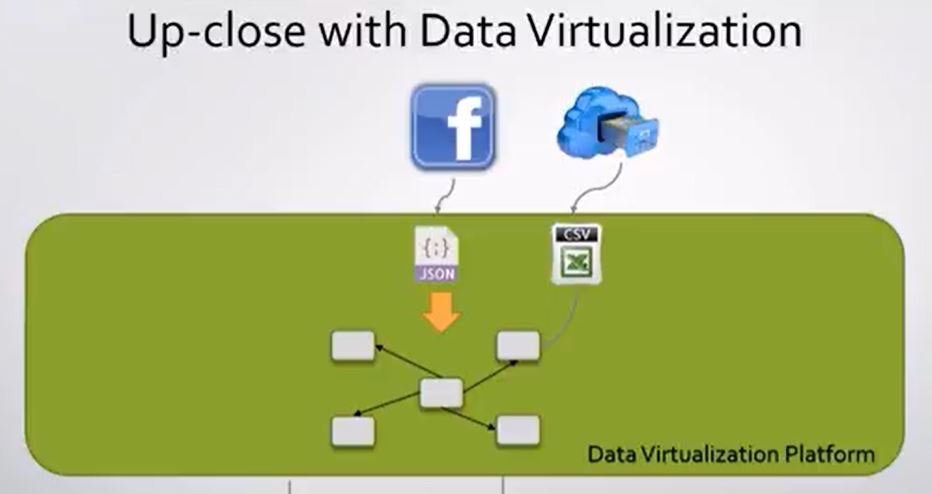 Up-close with Data Virtualization
f
{;}
JSON
CSV
X
Data Virtualization Platform